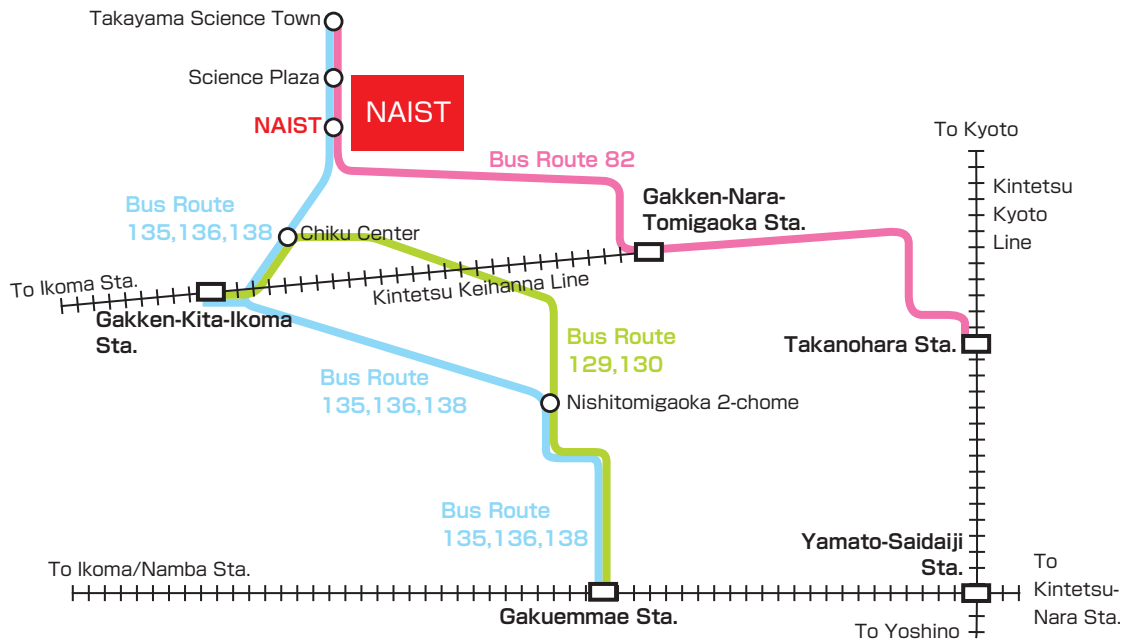 Takayama Science Town
Science Plaza
NAIST
NAIST
To Kyoto
Bus Route 82
Kintetsu
Kyoto
Line
Gakken-Nara-
Tomigaoka Sta.
Bus Route
135,136,138
Chiku Center
To Ikoma Sta.
Kintetsu Keihanna Line
Gakken-Kita-Ikoma
Sta.
Bus Route
129,130
Takanohara Sta.
Bus Route
135,136,138
Nishitomigaoka 2-chome
Bus Route
135,136,138
Yamato-Saidaiji
Sta.
To Ikoma/Namba Sta.
To
Kintetsu-
Nara Sta.
Gakuemmae Sta.
To Yoshino